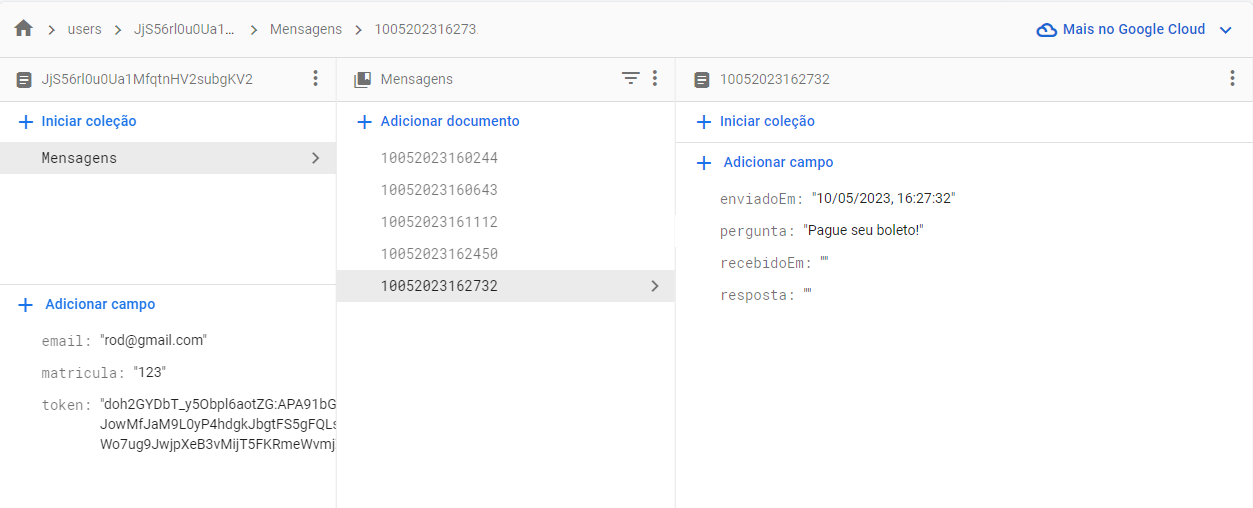 users JjS56rl0u0Ua1... Mensagens 1005202316273 Mais no Google Cloud
JjS56rl0u0Ua1MfqtnHV2subgKV2
Iniciar coleção
Mensagens
Adicionar campo
email: "rod@gmail.com"
matricula: "123"
token: "doh2GYDbT_y5Obpl6aotZG:APA91bG
JowMfJaM9L0yP4hdgkJbgtFS5gFQLs
Wo7ug9JwjpXeB3vMijT5FKRmeWvmj
Mensagens
Adicionar documento
10052023160244
10052023160643
10052023161112
10052023162450
10052023162732
10052023162732
Iniciar coleção
Adicionar campo
enviadoEm: "10/05/2023, 16:27:32"
pergunta: "Pague seu boleto!"
recebidoEm: ""
resposta: ""